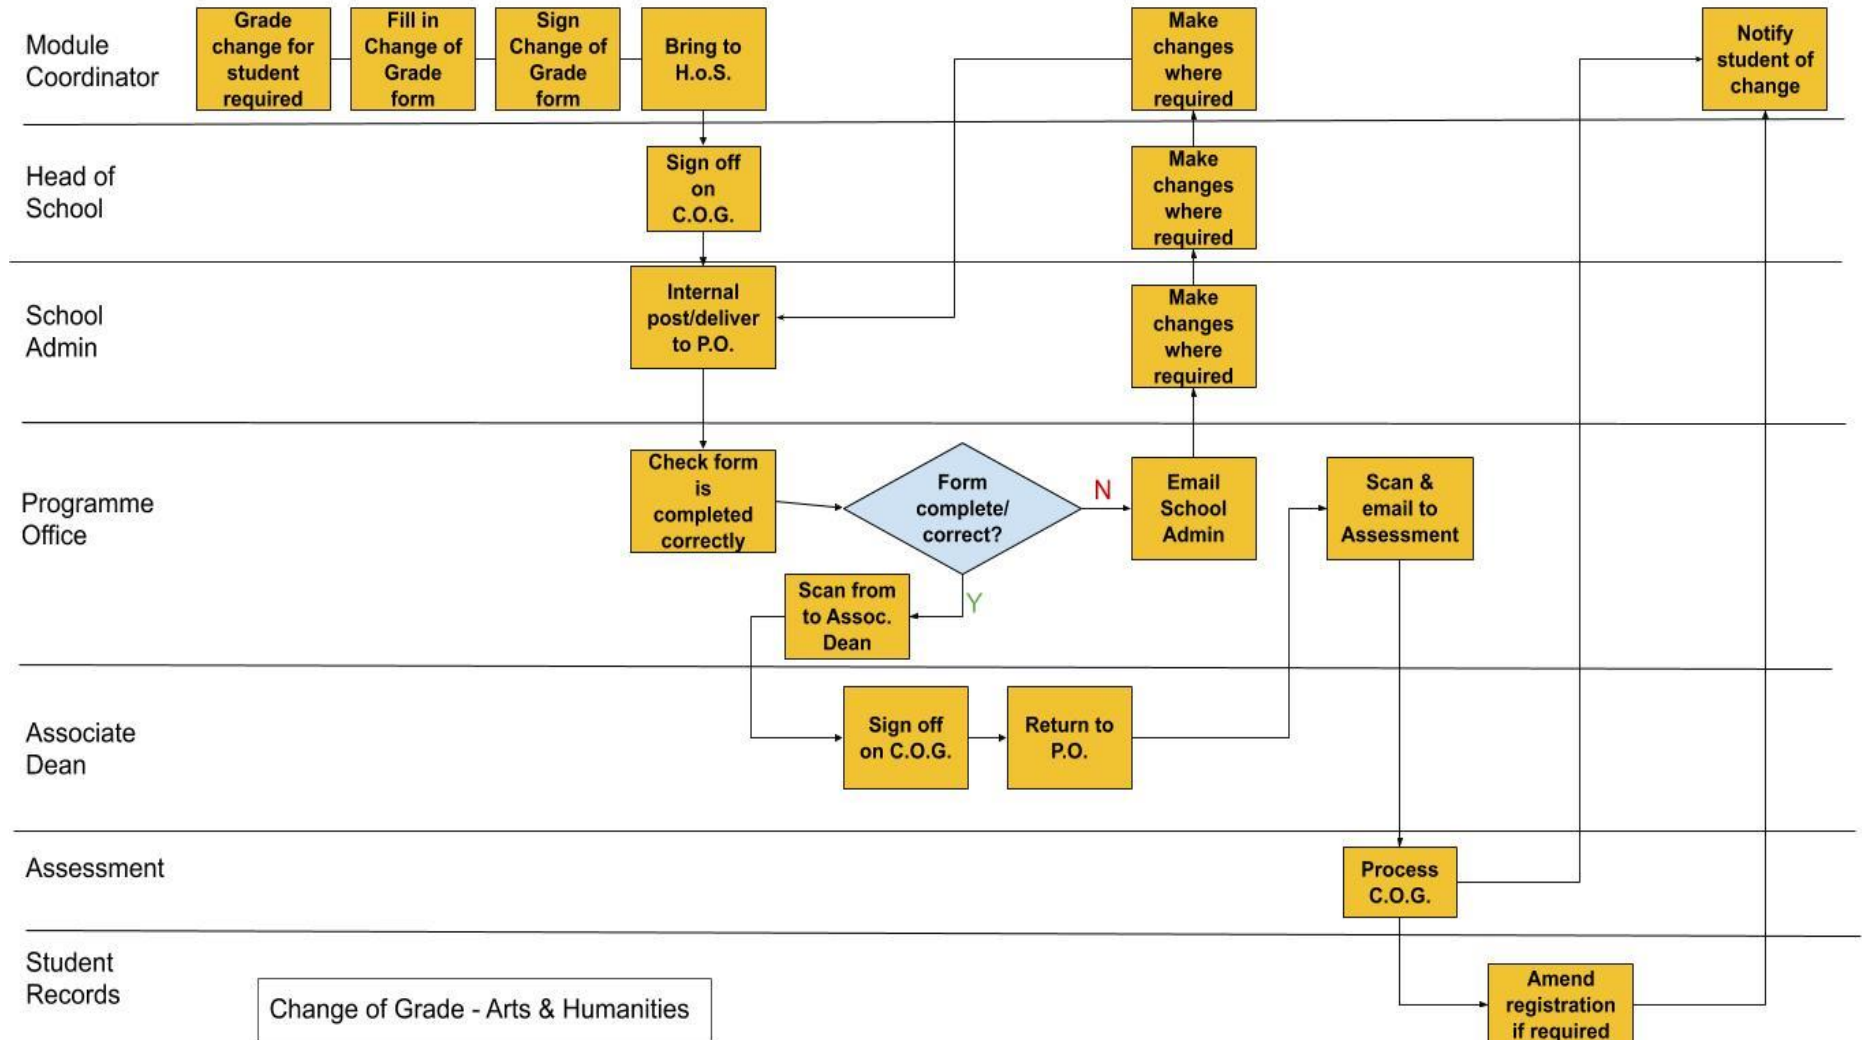 Module
Coordinator
Grade
change for
student
required
Fill in
Change of
Grade
form
Sign
Change of
Grade
form
Bring to
H.o.S.
Make
changes
where
required
Notify
student of
change
Head of
School
Sign off
on
C.O.G.
Make
changes
where
required
School
Admin
Internal
post/deliver
to P.O.
Make
changes
where
required
Programme
Office
Check form
is
completed
correctly
Form
complete/
correct?
N
Email
School
Admin
Scan &
email to
Assessment
Y
Scan from
to Assoc.
Dean
Associate
Dean
Sign off
on C.O.G.
Return to
P.O.
Assessment
Process
C.O.G.
Student
Records
Change of Grade - Arts & Humanities
Amend
registration
if required